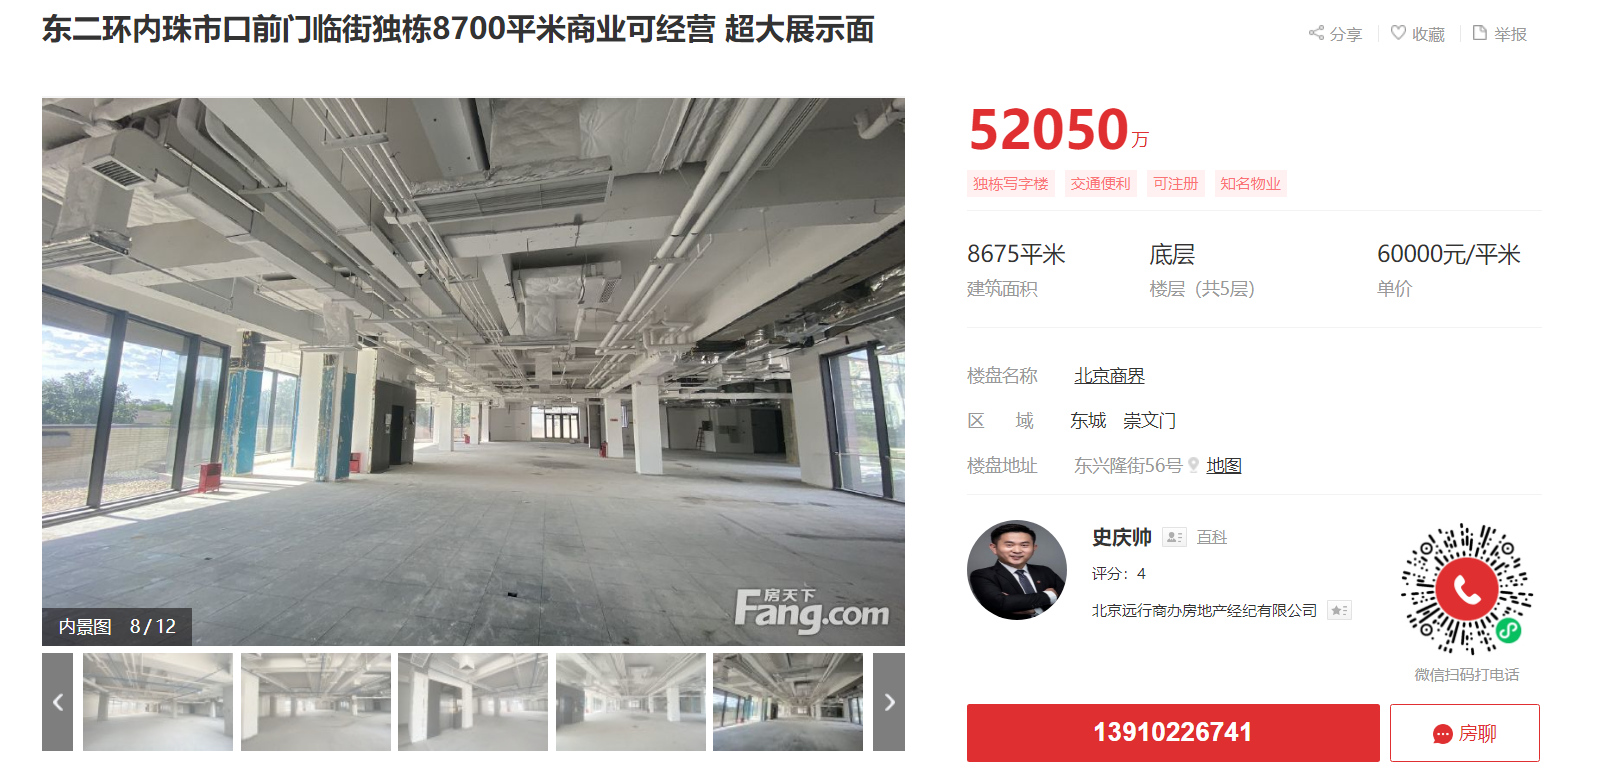 东二环内珠市口前门临街独栋8700平米商业可经营 超大展示面
分享 收藏 举报
52050万
独栋写字楼 交通便利 可注册 知名物业
8675平米 底层 60000元/平米
建筑面积 楼层（共5层） 单价
楼盘名称 北京商界
区 域 东城 崇文门
楼盘地址 东兴隆街56号 地图
史庆帅 百科
评分：4
北京远行商办房地产经纪有限公司
微信扫码打电话
13910226741 房聊
房天下
Fang.com
内景图 8/12